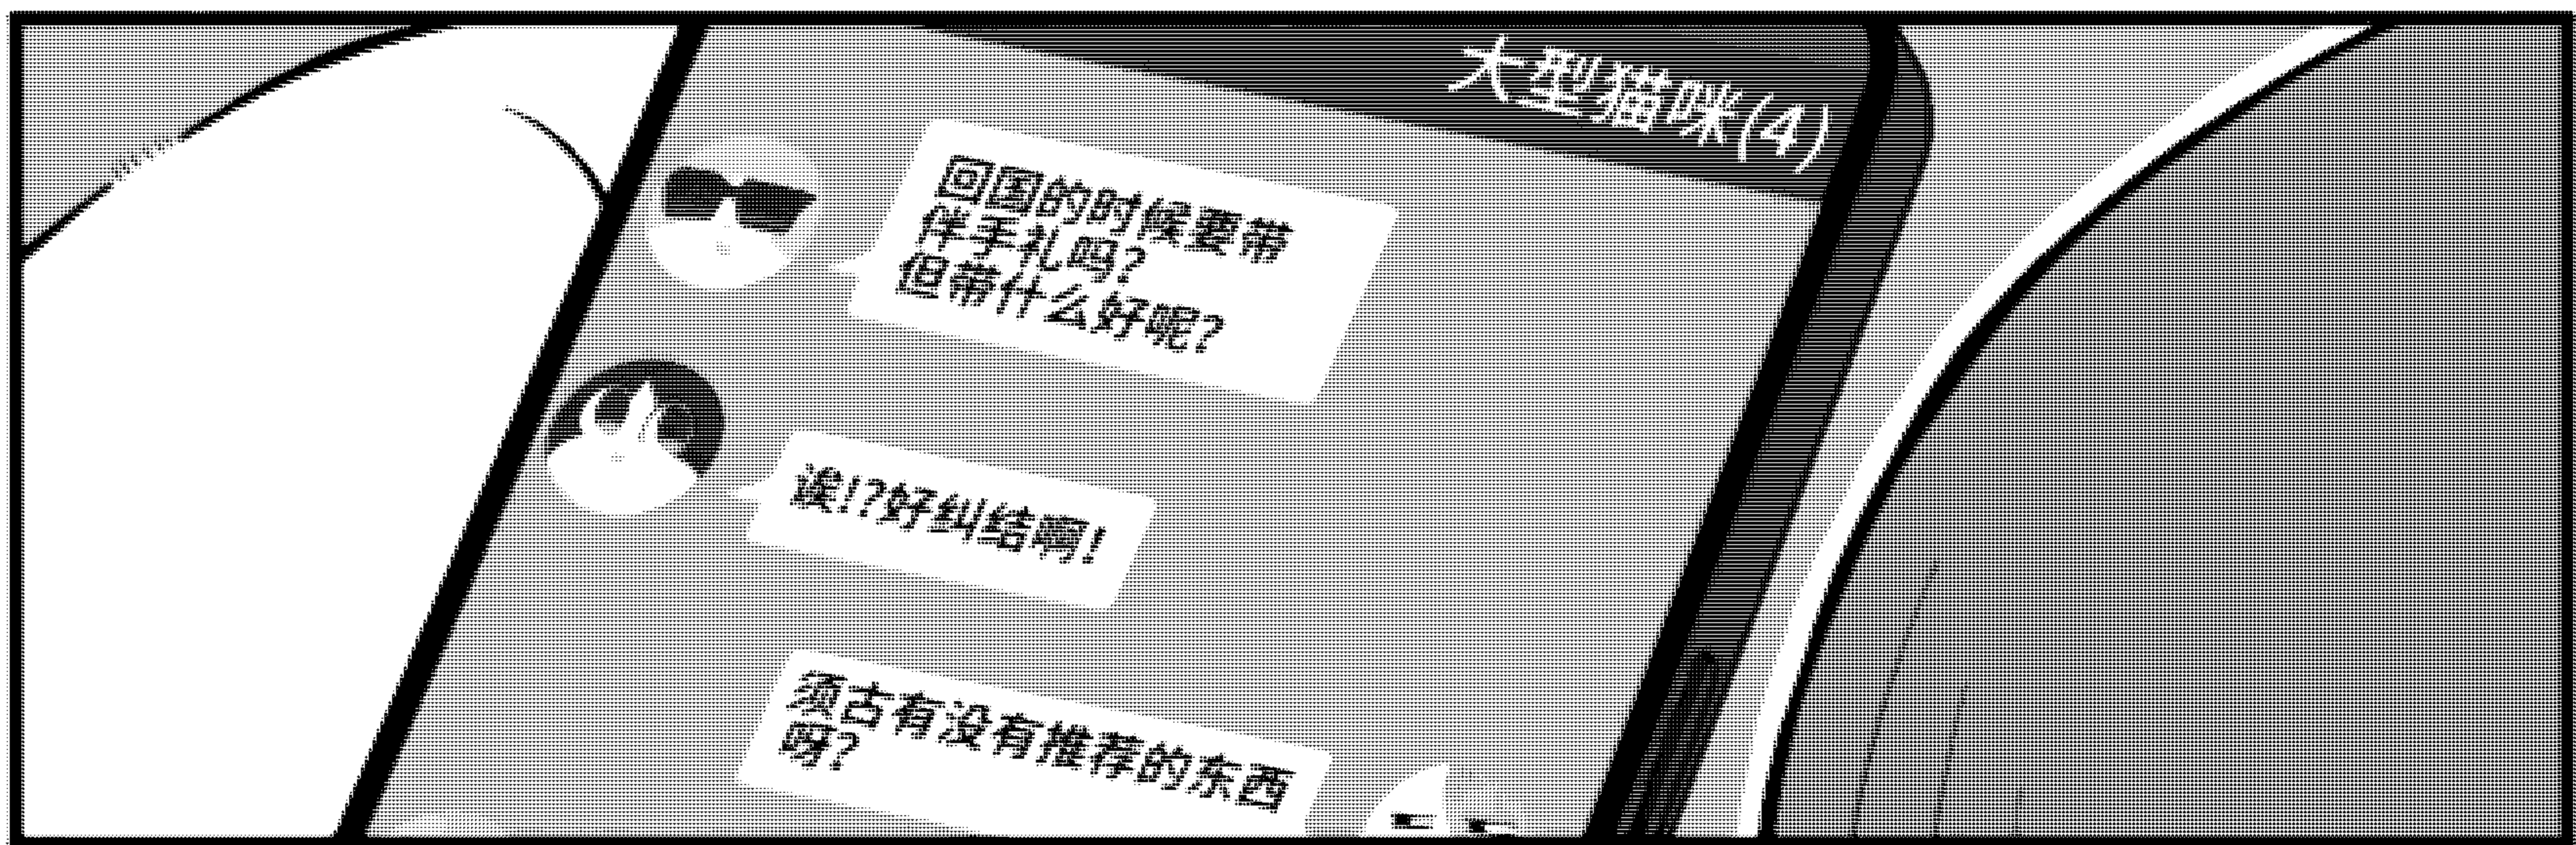 大型猫咪(4)
回国的时候要带
伴手礼吗?
但带什么好呢?
诶!?好纠结啊!
须古有没有推荐的东西
呀?